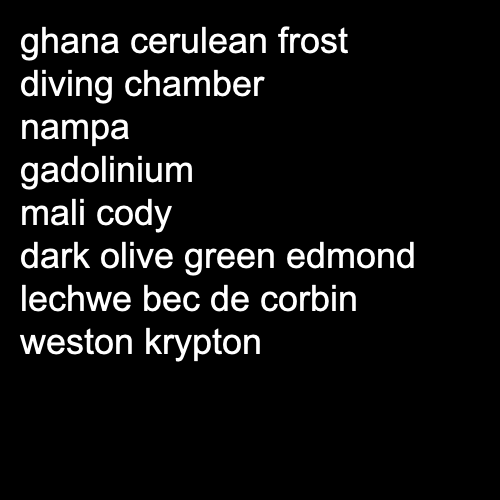 ghana cerulean frost
diving chamber
nampa
gadolinium
mali cody
dark olive green edmond
lechwe bec de corbin
weston krypton